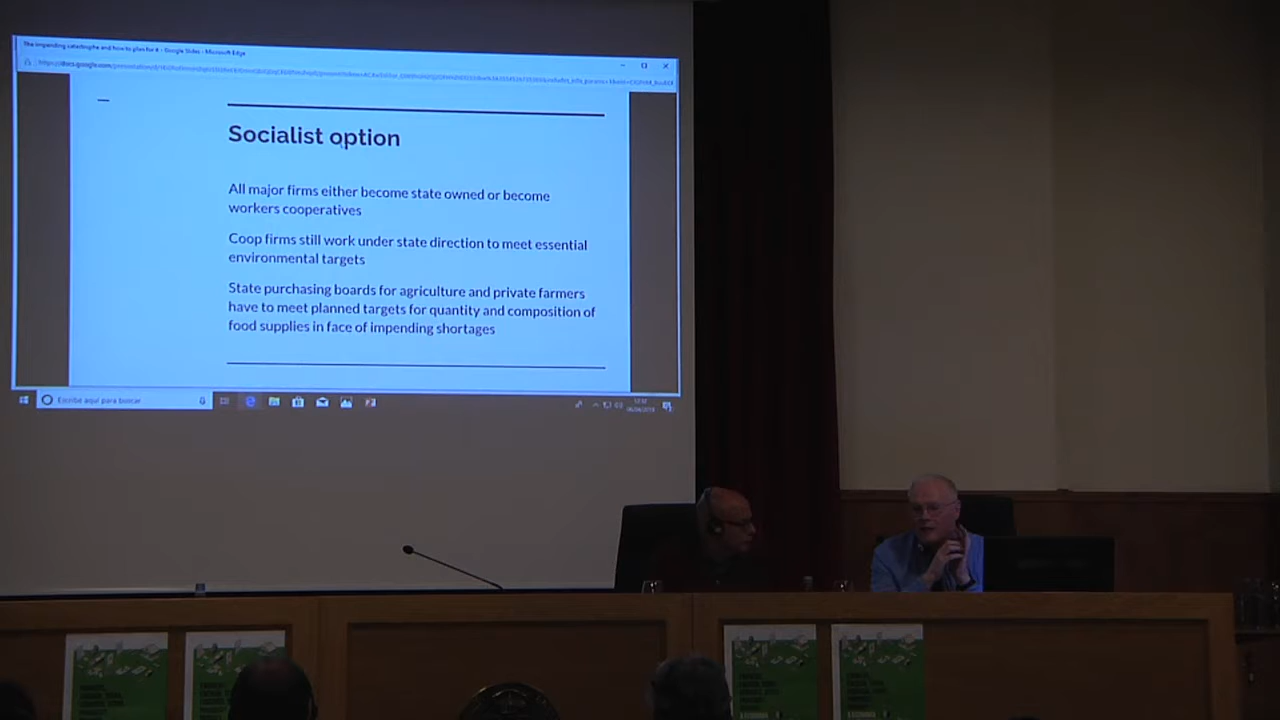 The impending catastrophe and how to plan for it - Google Slides - Microsoft Edge
Socialist option
All major firms either become state owned or become
workers cooperatives
Coop firms still work under state direction to meet essential
environmental targets
State purchasing boards for agriculture and private farmers
have to meet planned targets for quantity and composition of
food supplies in face of impending shortages
Escribe aquí para buscar